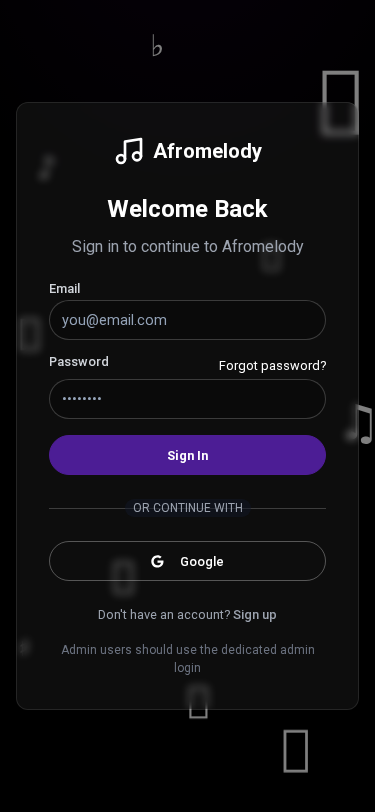 ♭
Afromelody
Welcome Back
Sign in to continue to Afromelody
Email
you@email.com
Password
Forgot password?
••••••••
Sign In
OR CONTINUE WITH
G Google
Don't have an account? Sign up
Admin users should use the dedicated admin
login
♫